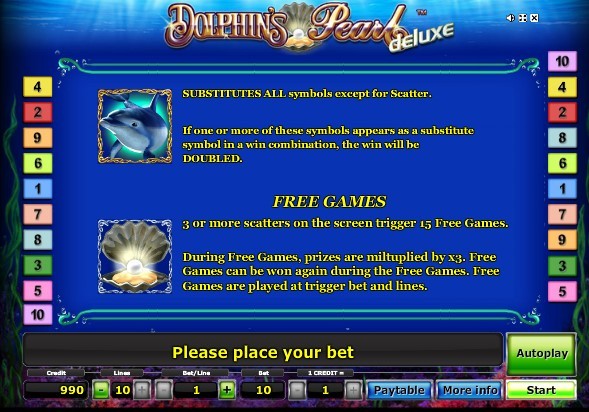 DOLPHIN'S Pearl™
deluxe
SUBSTITUTES ALL symbols except for Scatter.
If one or more of these symbols appears as a substitute
symbol in a win combination, the win will be
DOUBLED.
FREE GAMES
3 or more scatters on the screen trigger 15 Free Games.
During Free Games, prizes are miltuplied by x3. Free
Games can be won again during the Free Games. Free
Games are played at trigger bet and lines.
4
2
9
6
1
7
8
3
5
10
10
4
2
8
6
1
7
9
3
5
Please place your bet
Autoplay
Credit Lines Bet/Line Bet 1 CREDIT =
990 - 10 + - 1 + 10 - 1 + Paytable More info Start